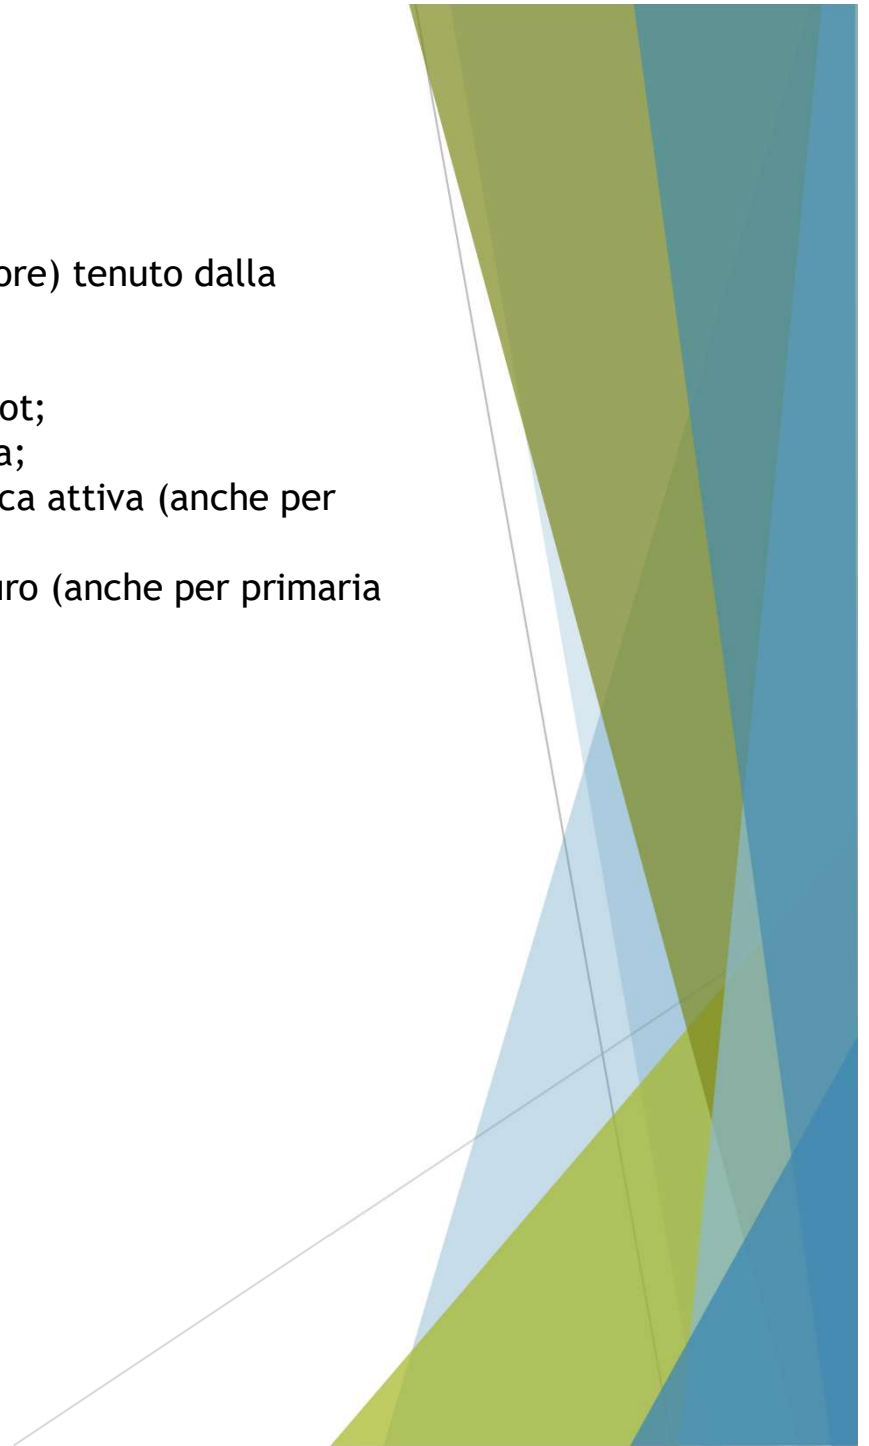 ore) tenuto dalla
ot;
a;
ca attiva (anche per
uro (anche per primaria